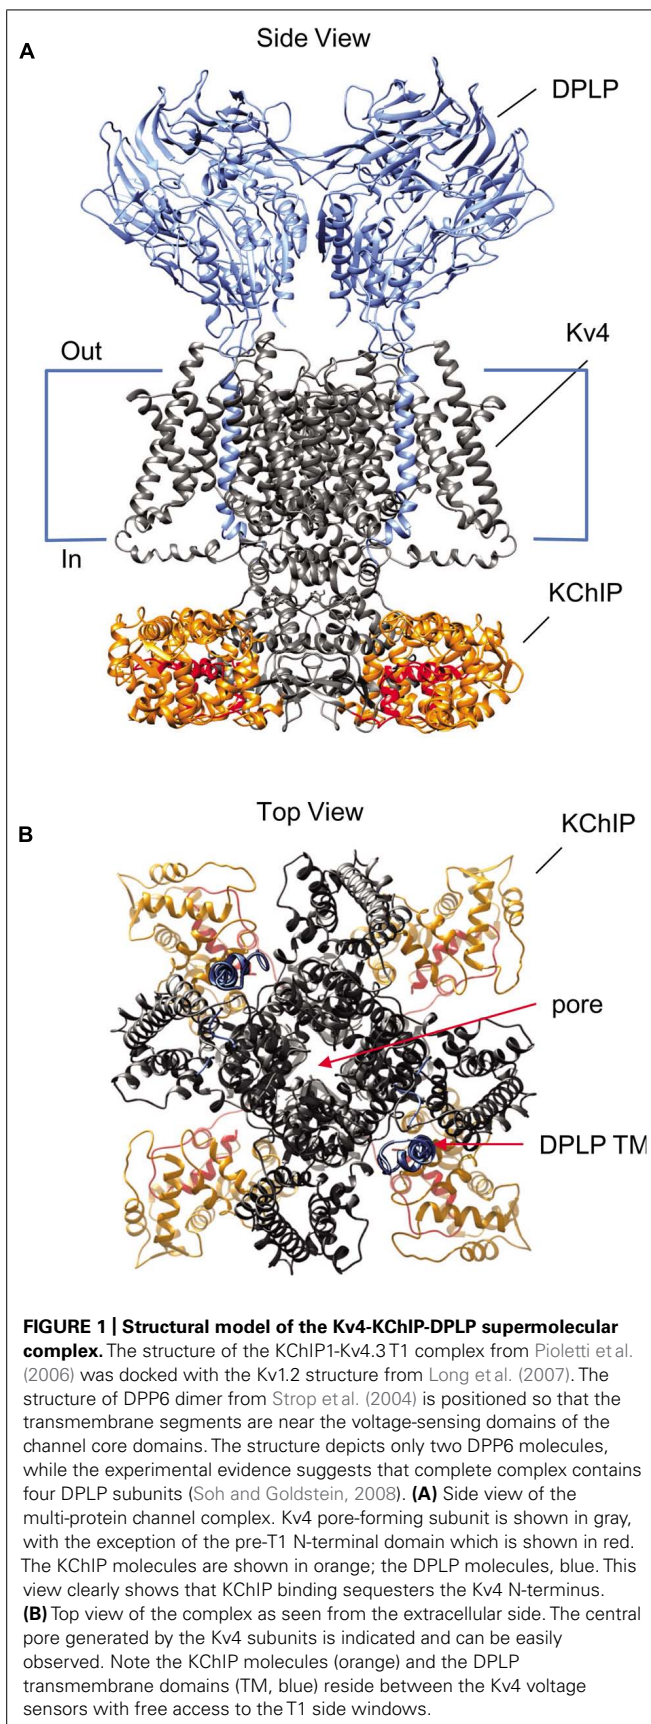 Side View
A
DPLP
Out
Kv4
In
KChIP
Top View
B
KChIP
pore
DPLP TM
FIGURE 1 | Structural model of the Kv4-KChIP-DPLP supermolecular
complex. The structure of the KChIP1-Kv4.3 T1 complex from Pioletti et al.
(2006) was docked with the Kv1.2 structure from Long et al. (2007). The
structure of DPP6 dimer from Strop et al. (2004) is positioned so that the
transmembrane segments are near the voltage-sensing domains of the
channel core domains. The structure depicts only two DPP6 molecules,
while the experimental evidence suggests that complete complex contains
four DPLP subunits (Soh and Goldstein, 2008). (A) Side view of the
multi-protein channel complex. Kv4 pore-forming subunit is shown in gray,
with the exception of the pre-T1 N-terminal domain which is shown in red.
The KChIP molecules are shown in orange; the DPLP molecules, blue. This
view clearly shows that KChIP binding sequesters the Kv4 N-terminus.
(B) Top view of the complex as seen from the extracellular side. The central
pore generated by the Kv4 subunits is indicated and can be easily
observed. Note the KChIP molecules (orange) and the DPLP
transmembrane domains (TM, blue) reside between the Kv4 voltage
sensors with free access to the T1 side windows.